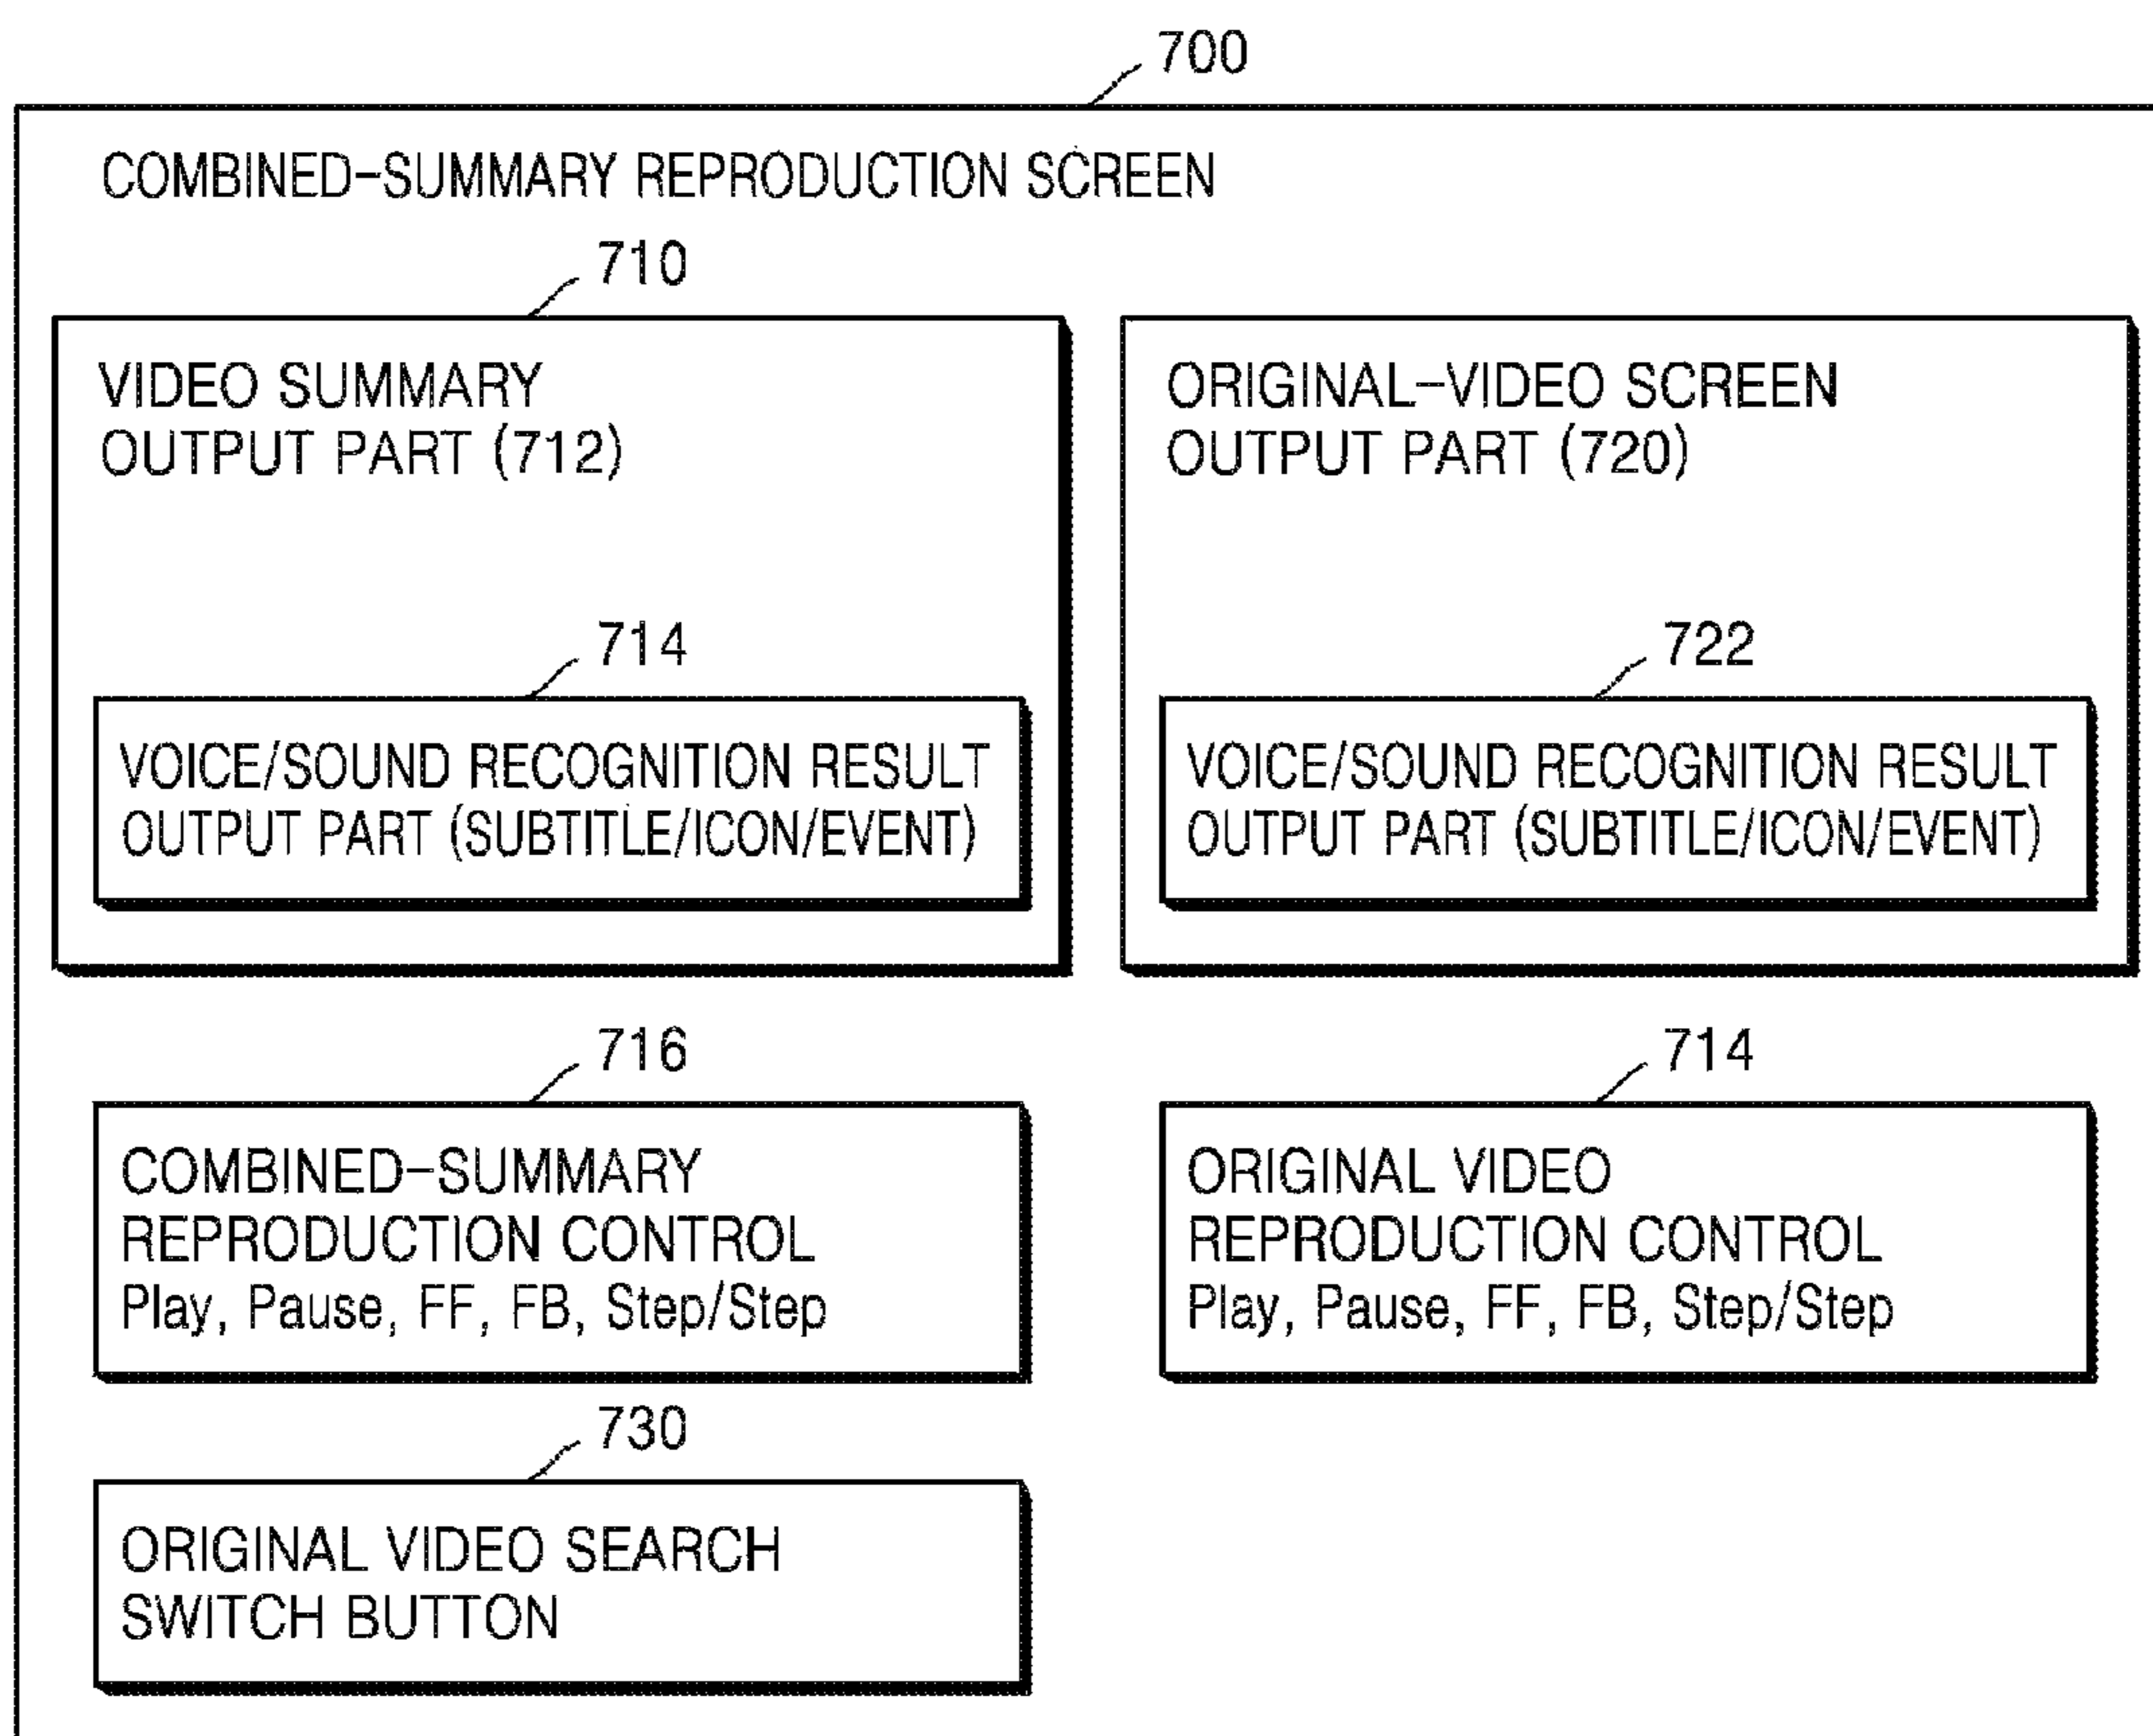 700
COMBINED-SUMMARY REPRODUCTION SCREEN
710
VIDEO SUMMARY
OUTPUT PART (712)
714
VOICE/SOUND RECOGNITION RESULT
OUTPUT PART (SUBTITLE/ICON/EVENT)
ORIGINAL-VIDEO SCREEN
OUTPUT PART (720)
722
VOICE/SOUND RECOGNITION RESULT
OUTPUT PART (SUBTITLE/ICON/EVENT)
716
COMBINED-SUMMARY
REPRODUCTION CONTROL
Play, Pause, FF, FB, Step/Step
714
ORIGINAL VIDEO
REPRODUCTION CONTROL
Play, Pause, FF, FB, Step/Step
730
ORIGINAL VIDEO SEARCH
SWITCH BUTTON